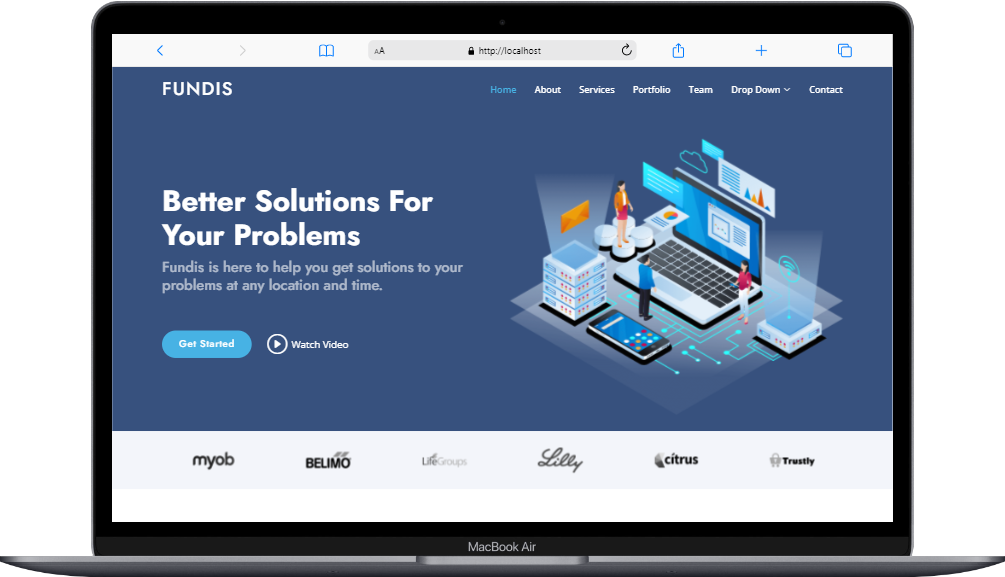 AA
http://localhost
FUNDIS
Home About Services Portfolio Team Drop Down Contact
Better Solutions For
Your Problems
Fundis is here to help you get solutions to your
problems at any location and time.
Get Started Watch Video
myob BELIMO LifeGroups Lilly citrus Trustly
MacBook Air